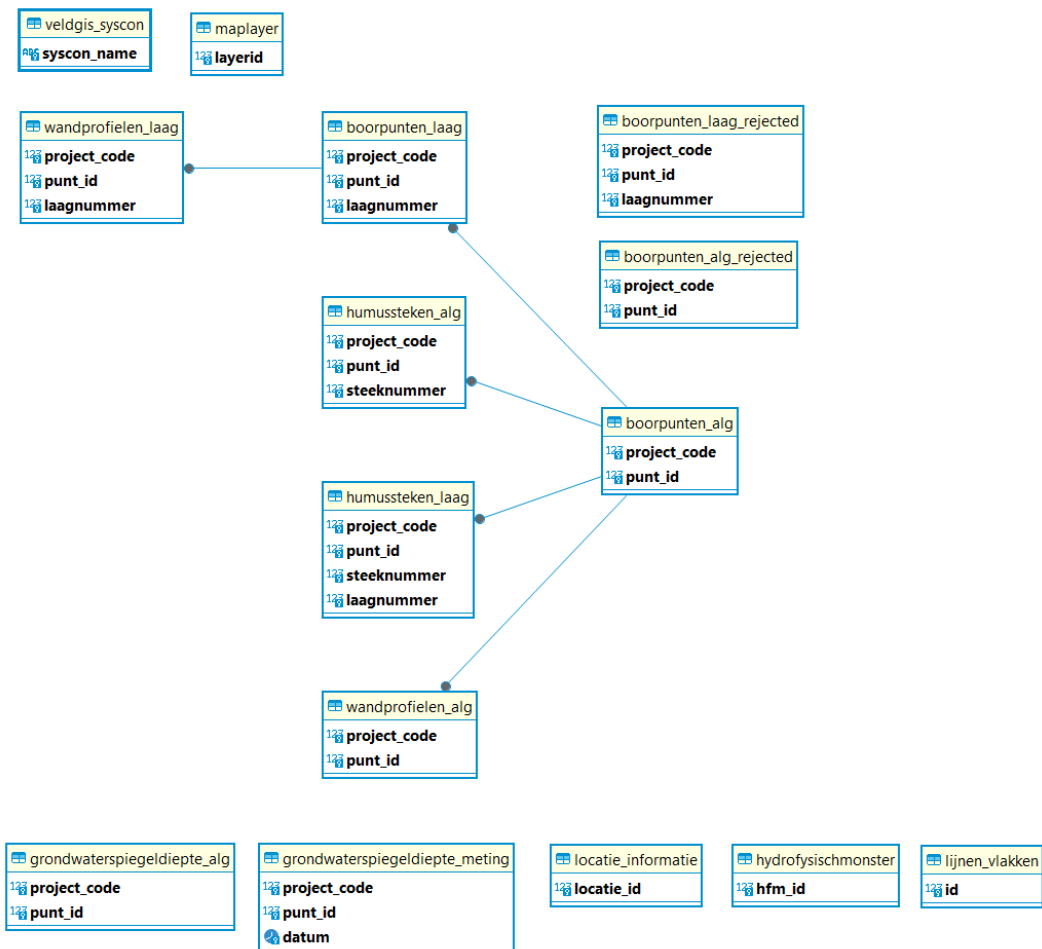 veldgis_syscon
syscon_name
maplayer
layerid
wandprofielen_laag
project_code
punt_id
laagnummer
boorpunten_laag
project_code
punt_id
laagnummer
boorpunten_laag_rejected
project_code
punt_id
laagnummer
boorpunten_alg_rejected
project_code
punt_id
humussteken_alg
project_code
punt_id
steeknummer
boorpunten_alg
project_code
punt_id
humussteken_laag
project_code
punt_id
steeknummer
laagnummer
wandprofielen_alg
project_code
punt_id
grondwaterspiegeldiepte_alg
project_code
punt_id
grondwaterspiegeldiepte_meting
project_code
punt_id
datum
locatie_informatie
locatie_id
hydrofysischmonster
hfm_id
lijnen_vlakken
id